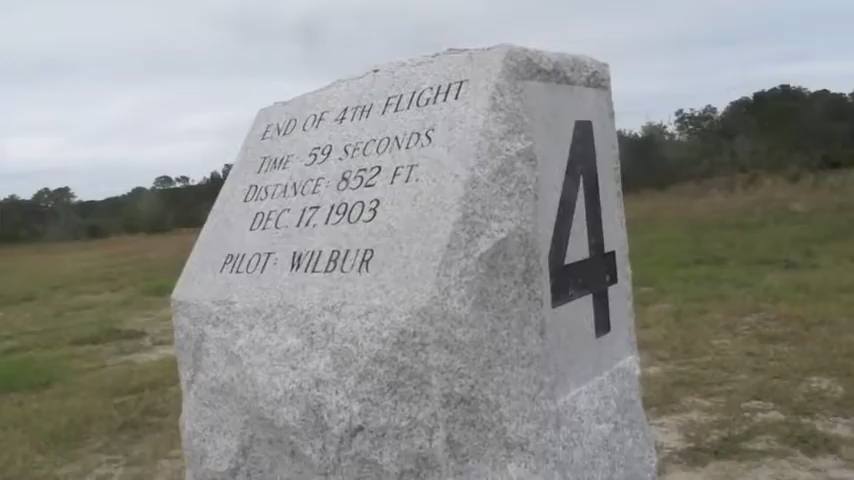 END OF 4TH FLIGHT
TIME: 59 SECONDS
DISTANCE: 852 FT.
DEC. 17, 1903
PILOT: WILBUR
4